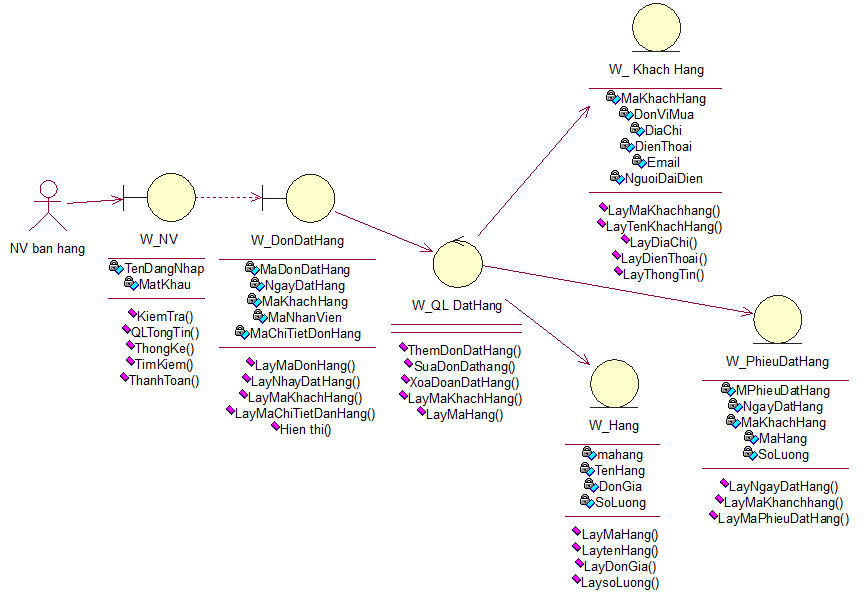 NV ban hang
W_NV
TenDangNhap
MatKhau
KiemTra()
QLTongTin()
ThongKe()
TimKiem()
ThanhToan()
W_DonDatHang
MaDonDatHang
NgayDatHang
MaKhachHang
MaNhanVien
MaChiTietDonHang
LayMaDonHang()
LayNhayDatHang()
LayMaKhachHang()
LayMaChiTietDanHang()
Hien thi()
W_QL DatHang
ThemDonDatHang()
SuaDonDathang()
XoaDoanDatHang()
LayMaKhachHang()
LayMaHang()
W_ Khach Hang
MaKhachHang
DonViMua
DiaChi
DienThoai
Email
NguoiDaiDien
LayMaKhachhang()
LayTenKhachHang()
LayDiaChi()
LayDienThoai()
LayThongTin()
W_Hang
mahang
TenHang
DonGia
SoLuong
LayMaHang()
LaytenHang()
LayDonGia()
LaysoLuong()
W_PhieuDatHang
MPhieuDatHang
NgayDatHang
MaKhachHang
MaHang
SoLuong
LayNgayDatHang()
LayMaKhanchhang()
LayMaPhieuDatHang()